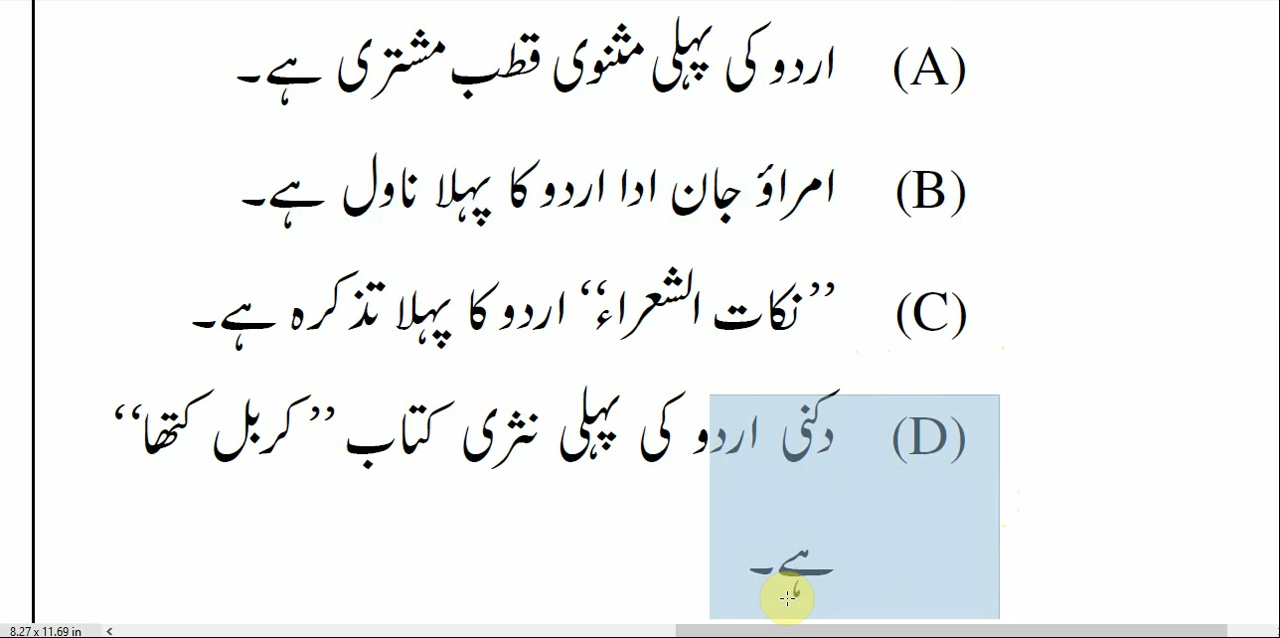 (A) اردو کی پہلی مثنوی قطب مشتری ہے۔
(B) امراؤ جان ادا اردو کا پہلا ناول ہے۔
(C) ’’نکات الشعراء‘‘ اردو کا پہلا تذکرہ ہے۔
(D) دکنی اردو کی پہلی نثری کتاب ’’کربل کتھا‘‘
ہے۔
8.27 x 11.69 in